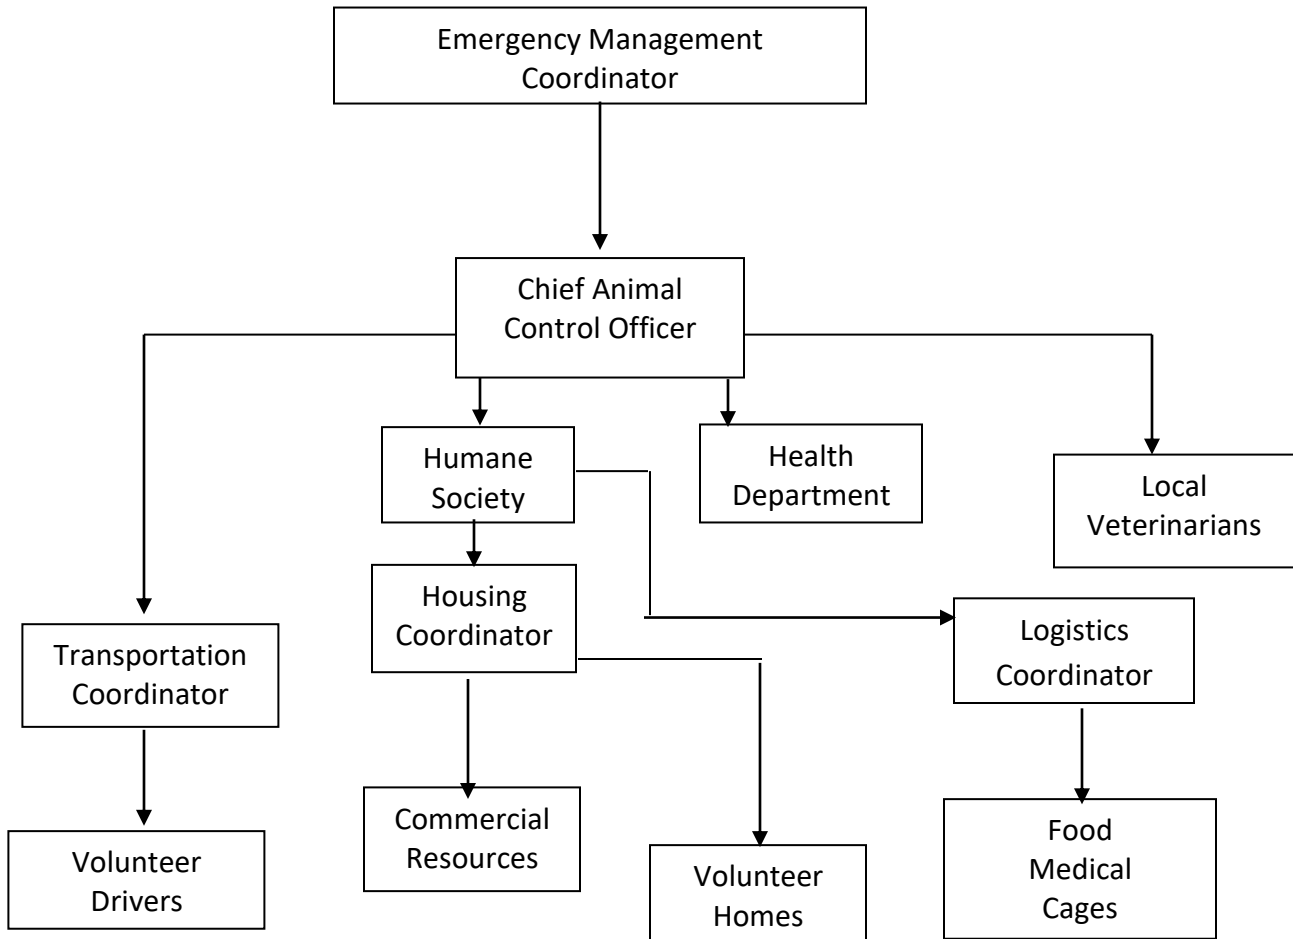 Emergency Management
Coordinator
Chief Animal
Control Officer
Humane
Society
Health
Department
Local
Veterinarians
Housing
Coordinator
Logistics
Coordinator
Transportation
Coordinator
Commercial
Resources
Food
Medical
Cages
Volunteer
Drivers
Volunteer
Homes